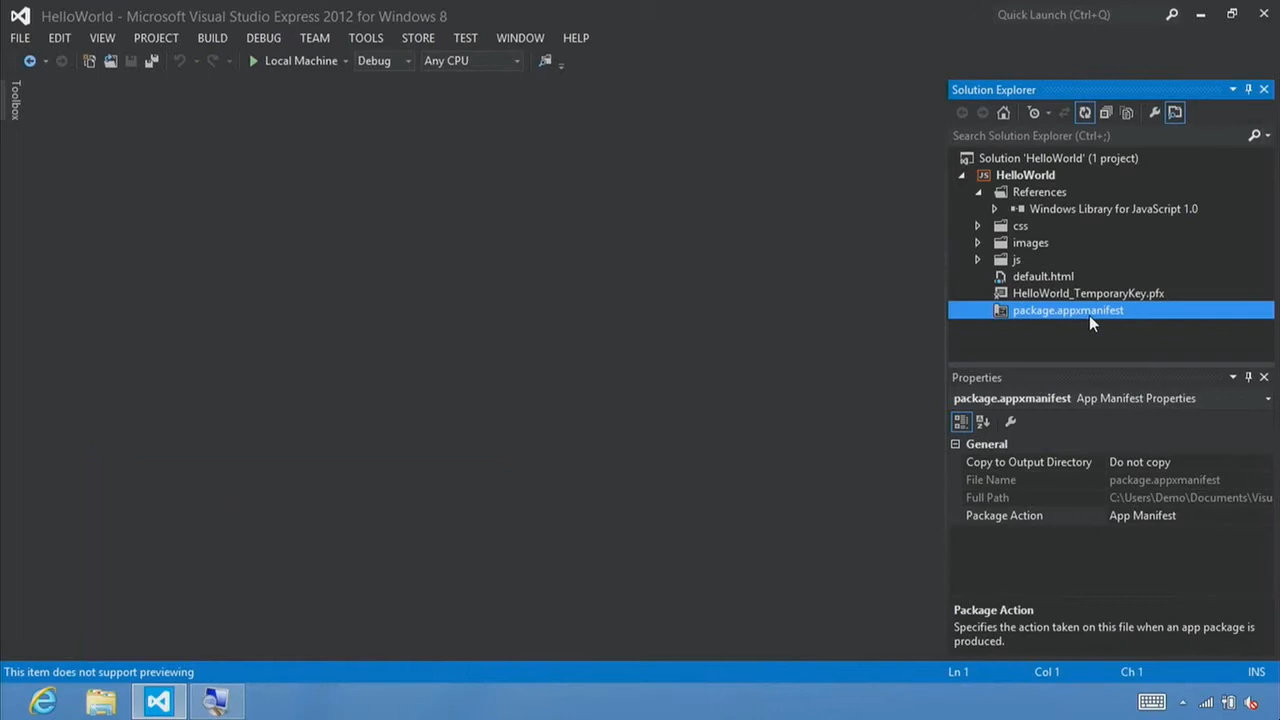 HelloWorld - Microsoft Visual Studio Express 2012 for Windows 8
Quick Launch (Ctrl+Q)
FILE EDIT VIEW PROJECT BUILD DEBUG TEAM TOOLS STORE TEST WINDOW HELP
Local Machine Debug Any CPU
Toolbox
Solution Explorer
Search Solution Explorer (Ctrl+;)
Solution 'HelloWorld' (1 project)
JS HelloWorld
References
Windows Library for JavaScript 1.0
css
images
js
default.html
HelloWorld_TemporaryKey.pfx
package.appxmanifest
Properties
package.appxmanifest App Manifest Properties
General
Copy to Output Directory Do not copy
File Name package.appxmanifest
Full Path C:\Users\Demo\Documents\Visu
Package Action App Manifest
Package Action
Specifies the action taken on this file when an app package is
produced.
This item does not support previewing Ln 1 Col 1 Ch 1 INS